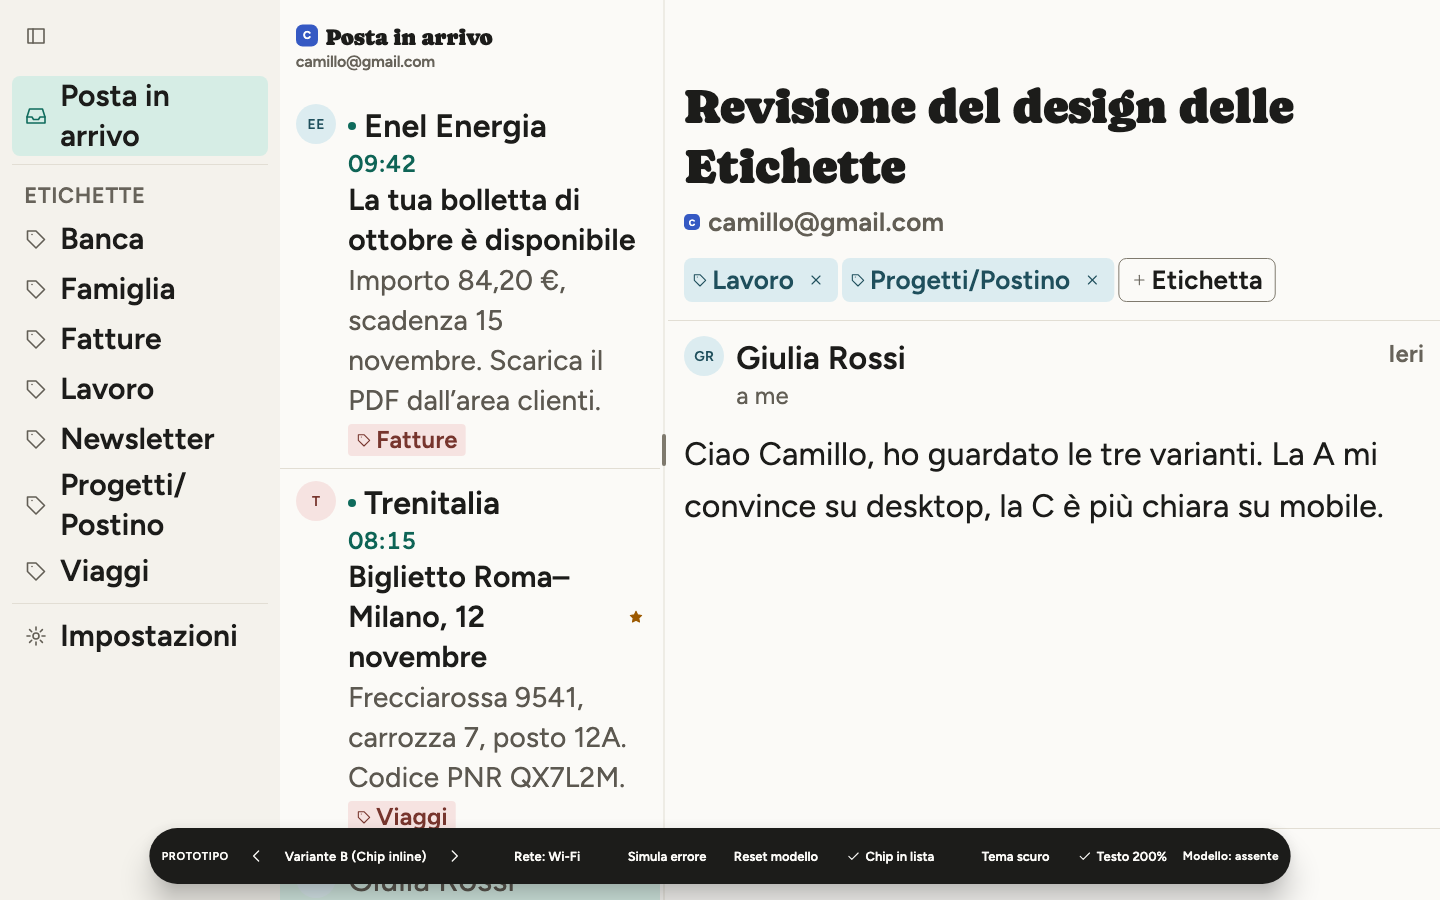 Posta in
arrivo
ETICHETTE
Banca
Famiglia
Fatture
Lavoro
Newsletter
Progetti/
Postino
Viaggi
Impostazioni
C Posta in arrivo
camillo@gmail.com
EE Enel Energia
09:42
La tua bolletta di
ottobre è disponibile
Importo 84,20 €,
scadenza 15
novembre. Scarica il
PDF dall’area clienti.
Fatture
T Trenitalia
08:15
Biglietto Roma–
Milano, 12
novembre
Frecciarossa 9541,
carrozza 7, posto 12A.
Codice PNR QX7L2M.
Viaggi
Giulia Rossi
Revisione del design delle
Etichette
C camillo@gmail.com
Lavoro × Progetti/Postino × + Etichetta
GR Giulia Rossi Ieri
a me
Ciao Camillo, ho guardato le tre varianti. La A mi
convince su desktop, la C è più chiara su mobile.
PROTOTIPO Variante B (Chip inline) Rete: Wi-Fi Simula errore Reset modello Chip in lista Tema scuro Testo 200% Modello: assente